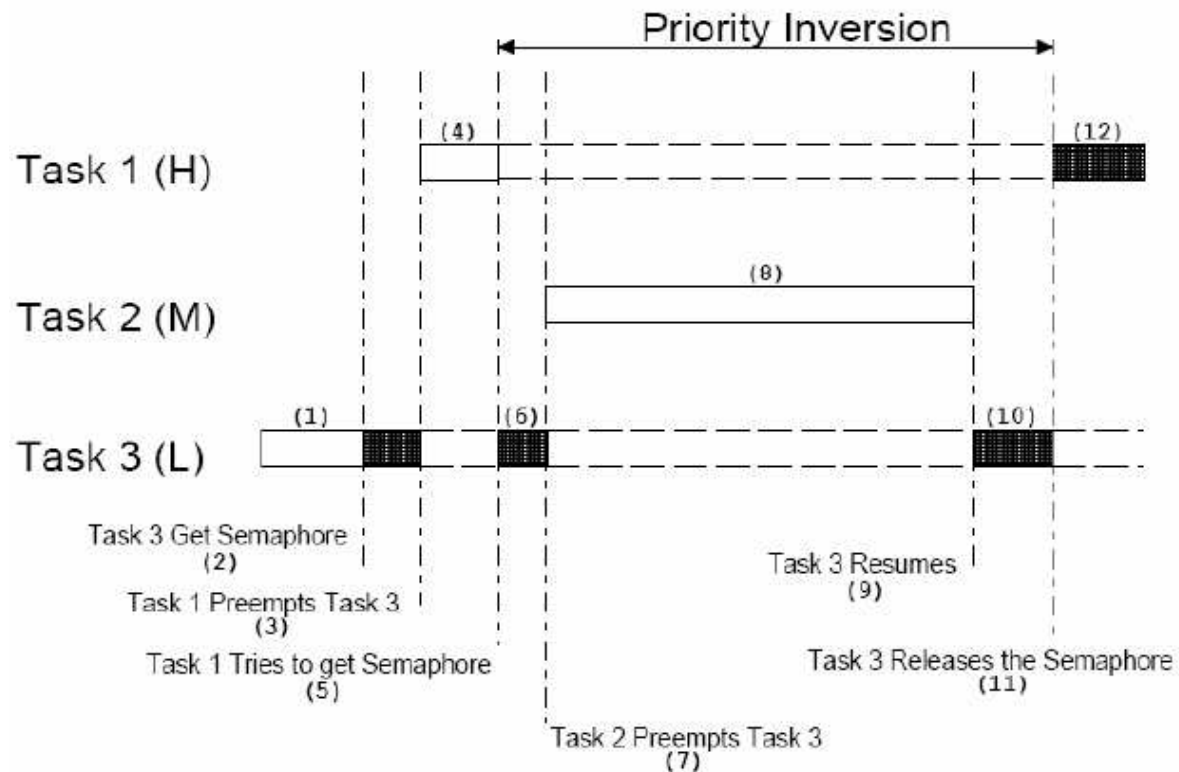 Priority Inversion
(4)
(12)
Task 1 (H)
(8)
Task 2 (M)
(1)
(6)
(10)
Task 3 (L)
Task 3 Get Semaphore
(2)
Task 3 Resumes
(9)
Task 1 Preempts Task 3
(3)
Task 1 Tries to get Semaphore
(5)
Task 3 Releases the Semaphore
(11)
Task 2 Preempts Task 3
(7)